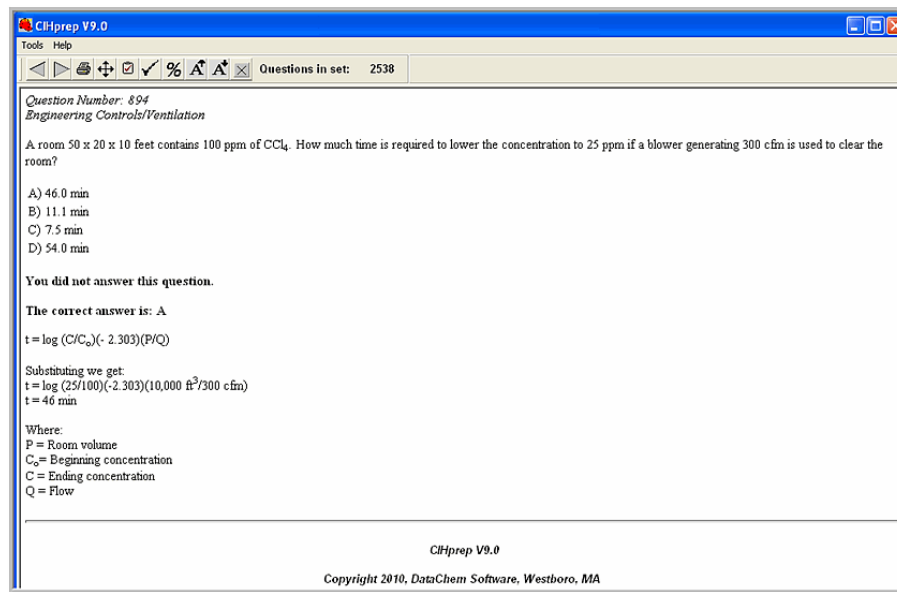 CIHprep V9.0
Tools Help
% A A Questions in set: 2538
Question Number: 894
Engineering Controls/Ventilation
A room 50 x 20 x 10 feet contains 100 ppm of CCl₄. How much time is required to lower the concentration to 25 ppm if a blower generating 300 cfm is used to clear the
room?
A) 46.0 min
B) 11.1 min
C) 7.5 min
D) 54.0 min
You did not answer this question.
The correct answer is: A
t = log (C/Cₒ)(- 2.303)(P/Q)
Substituting we get:
t = log (25/100)(-2.303)(10,000 ft³/300 cfm)
t = 46 min
Where:
P = Room volume
Cₒ= Beginning concentration
C = Ending concentration
Q = Flow
CIHprep V9.0
Copyright 2010, DataChem Software, Westboro, MA